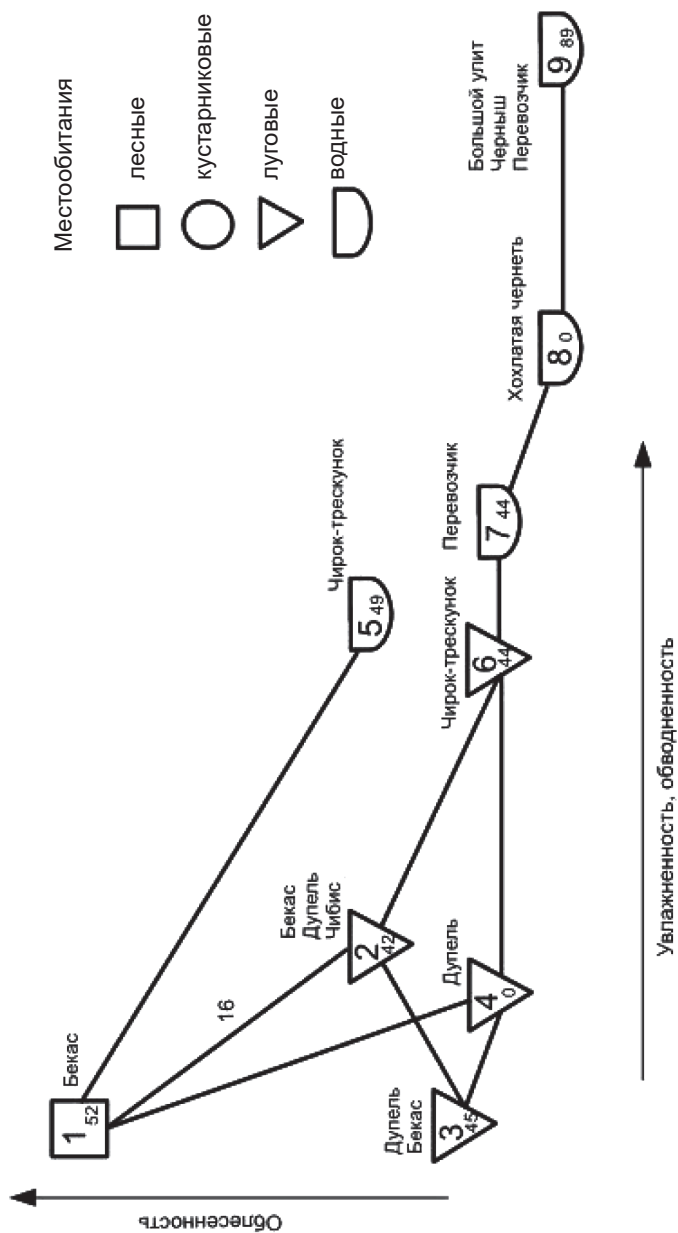 Местообитания
лесные
кустарниковые
луговые
водные
Облесенность
Бекас
1 52
16
Чирок-трескунок
5 49
Бекас
Дупель
Чибис
2 42
Дупель
Бекас
3 45
Дупель
4 0
Чирок-трескунок
6 44
Перевозчик
7 44
Хохлатая чернеть
8 0
Большой улит
Черныш
Перевозчик
9 89
Увлажненность, обводненность